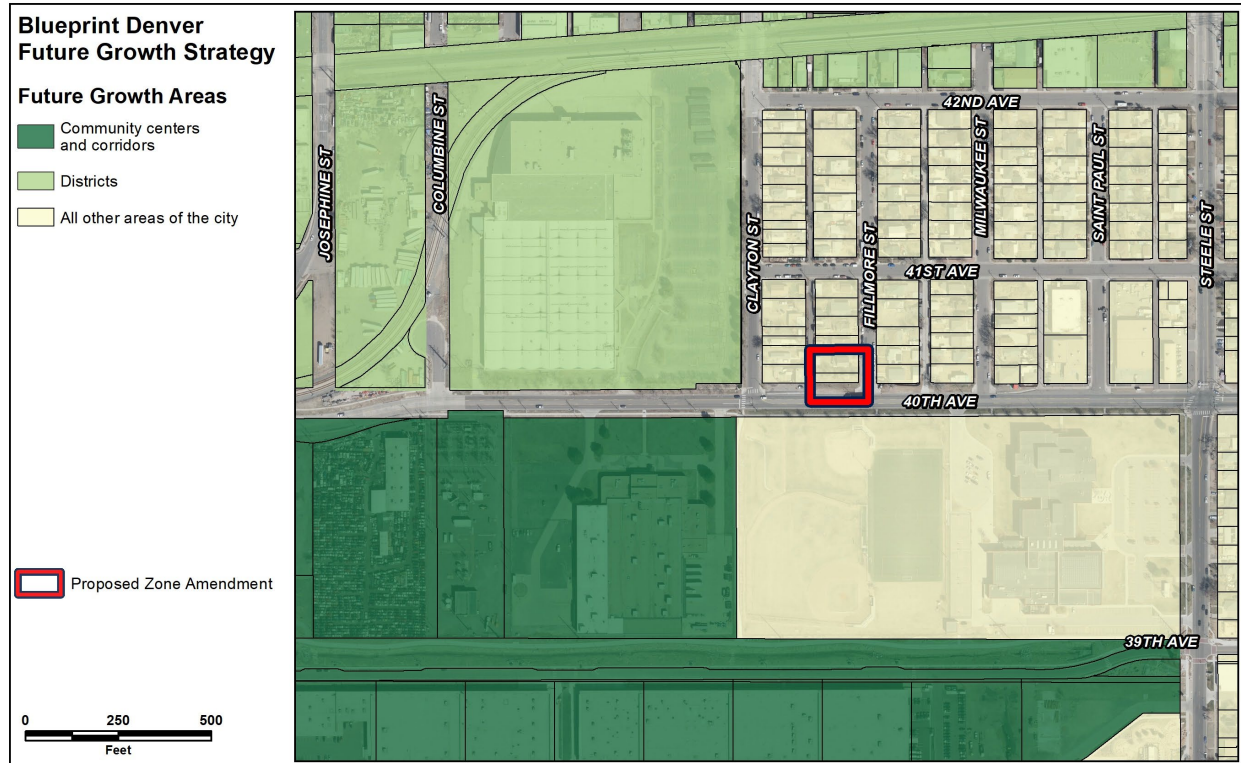 Blueprint Denver
Future Growth Strategy
Future Growth Areas
Community centers
and corridors
Districts
All other areas of the city
Proposed Zone Amendment
0 250 500
Feet
42ND AVE
JOSEPHINE ST
COLUMBINE ST
CLAYTON ST
FILLMORE ST
MILWAUKEE ST
SAINT PAUL ST
STEELE ST
41ST AVE
40TH AVE
39TH AVE